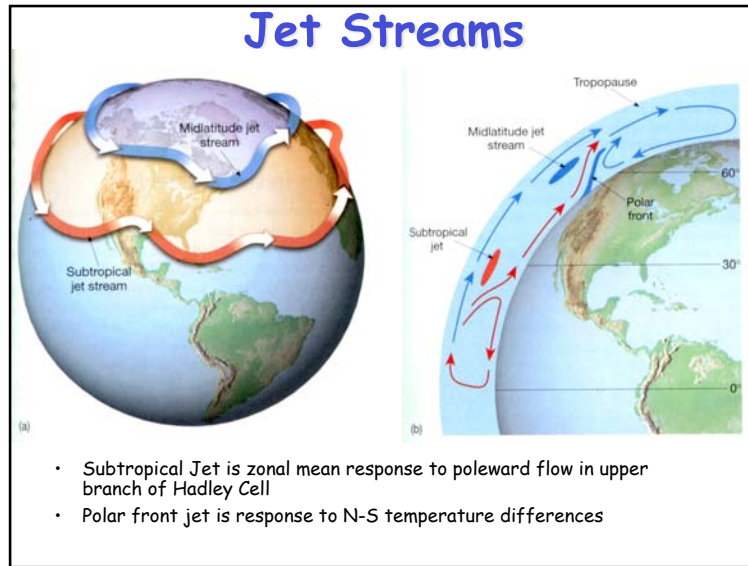 Jet Streams
Midlatitude jet
stream
Subtropical
jet stream
(a)
Tropopause
Midlatitude jet
stream
60°
Polar
front
Subtropical
jet
30°
0°
(b)
• Subtropical Jet is zonal mean response to poleward flow in upper
branch of Hadley Cell
• Polar front jet is response to N-S temperature differences